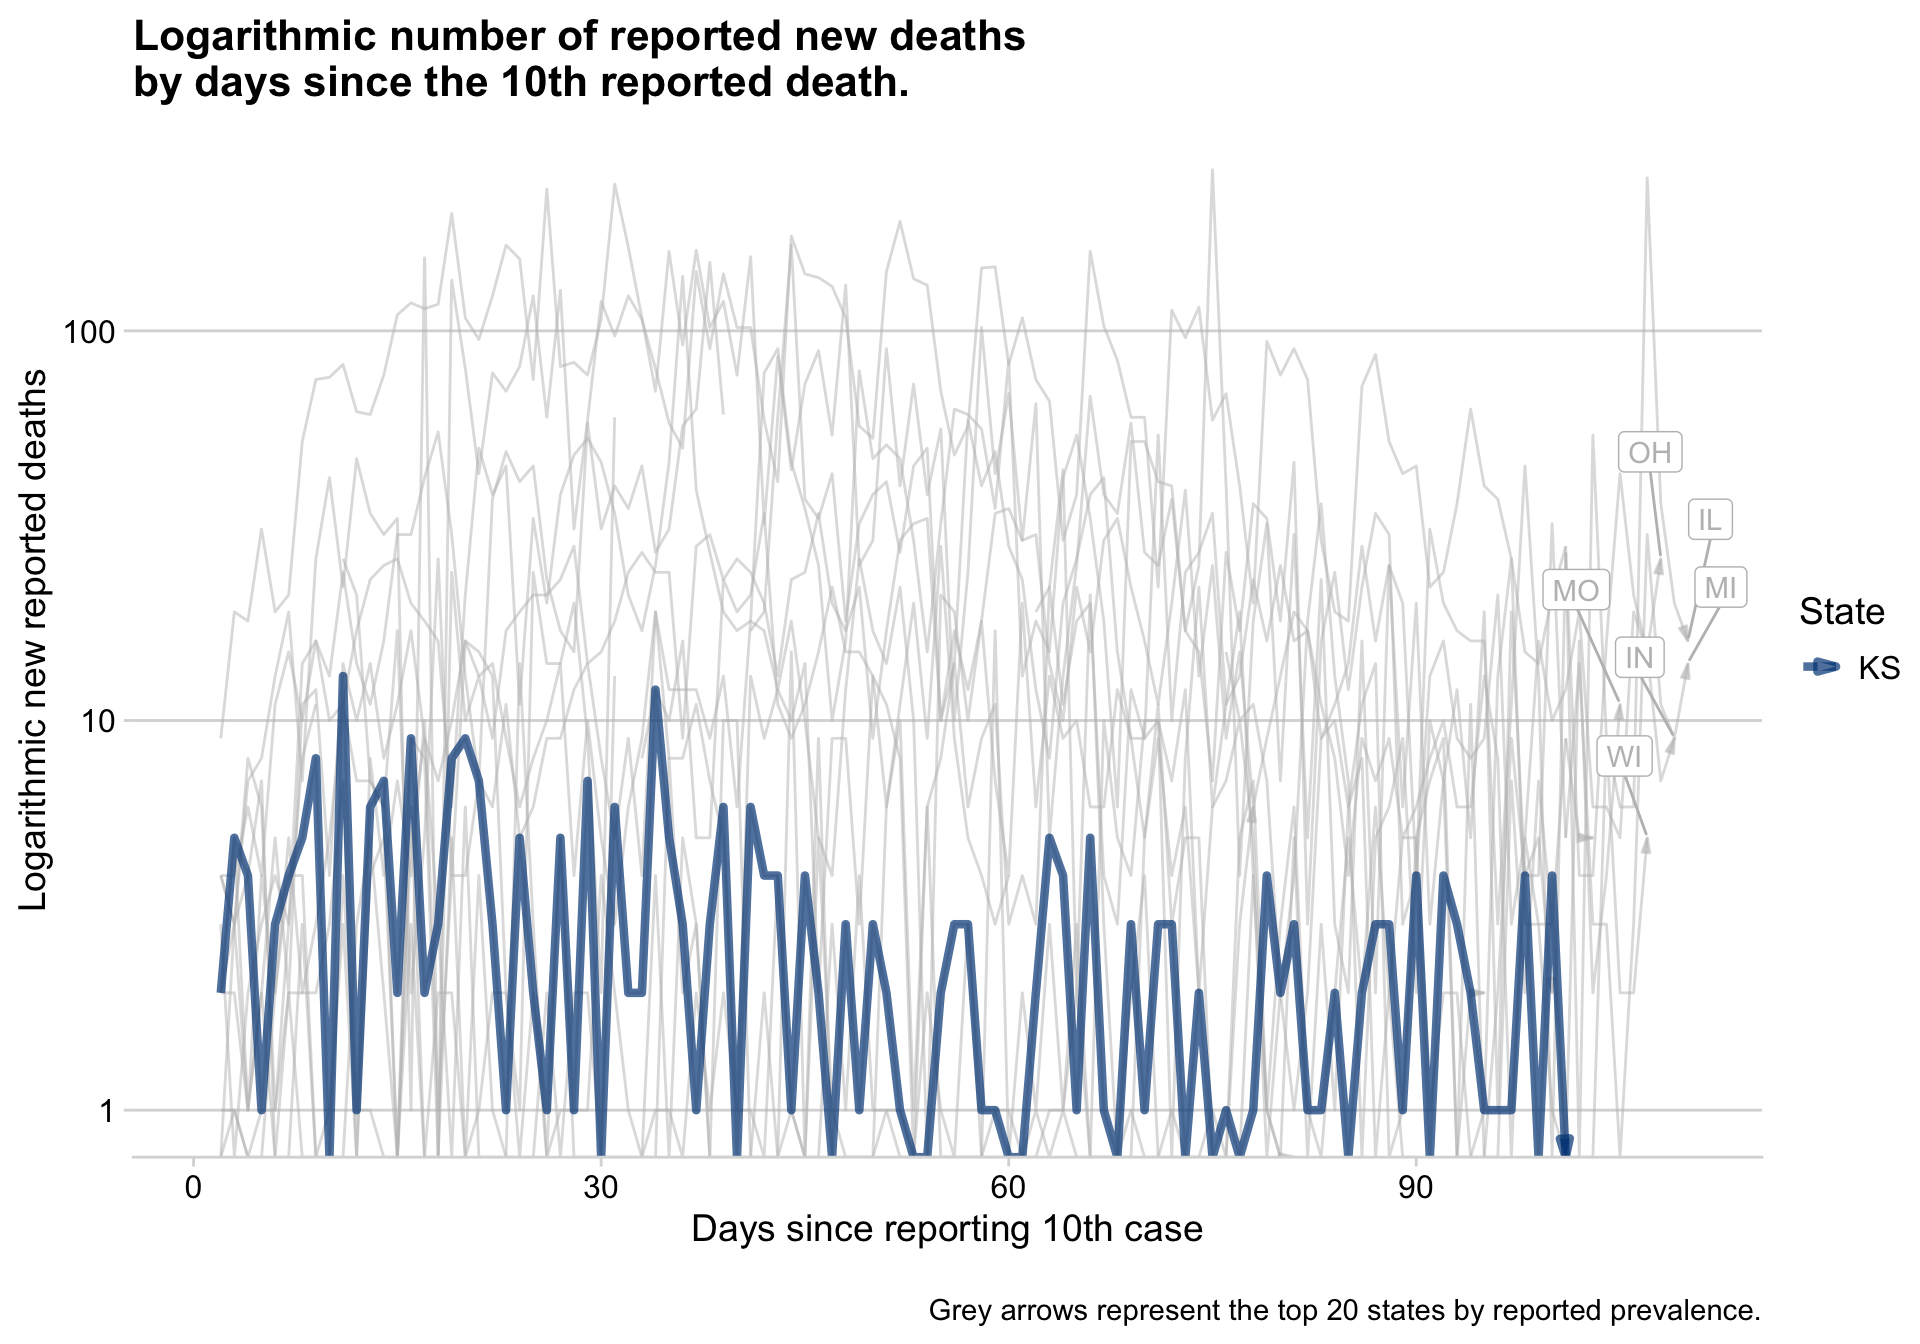 Logarithmic number of reported new deaths
by days since the 10th reported death.
Logarithmic new reported deaths
100
10
1
OH
IL
MO
MI
IN
WI
State
KS
0
30
60
90
Days since reporting 10th case
Grey arrows represent the top 20 states by reported prevalence.